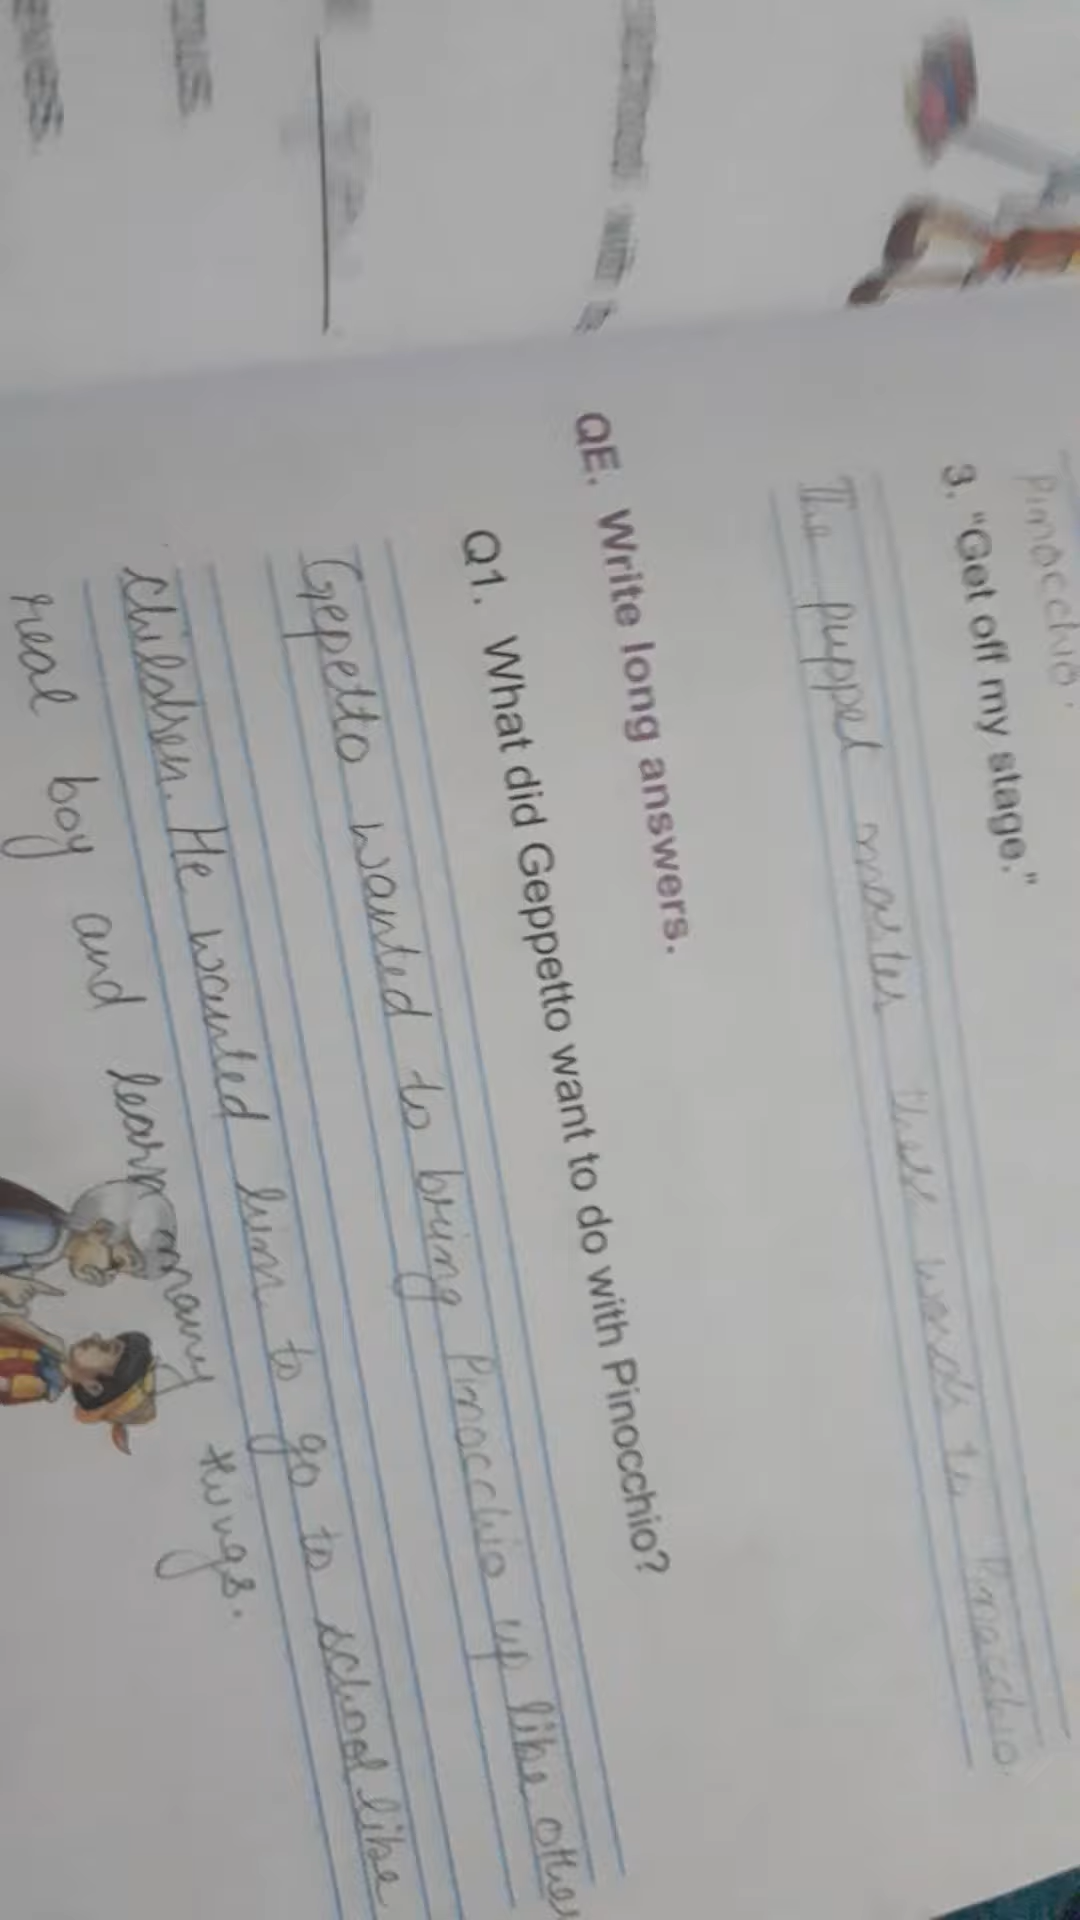 Pinocchio.
3. "Get off my stage."
The puppet master these words to Pinocchio
QE. Write long answers.
Q1. What did Geppetto want to do with Pinocchio?
Gepetto wanted to bring Pinocchio up like other
children. He wanted him to go to school like
real boy and learn many things.
with